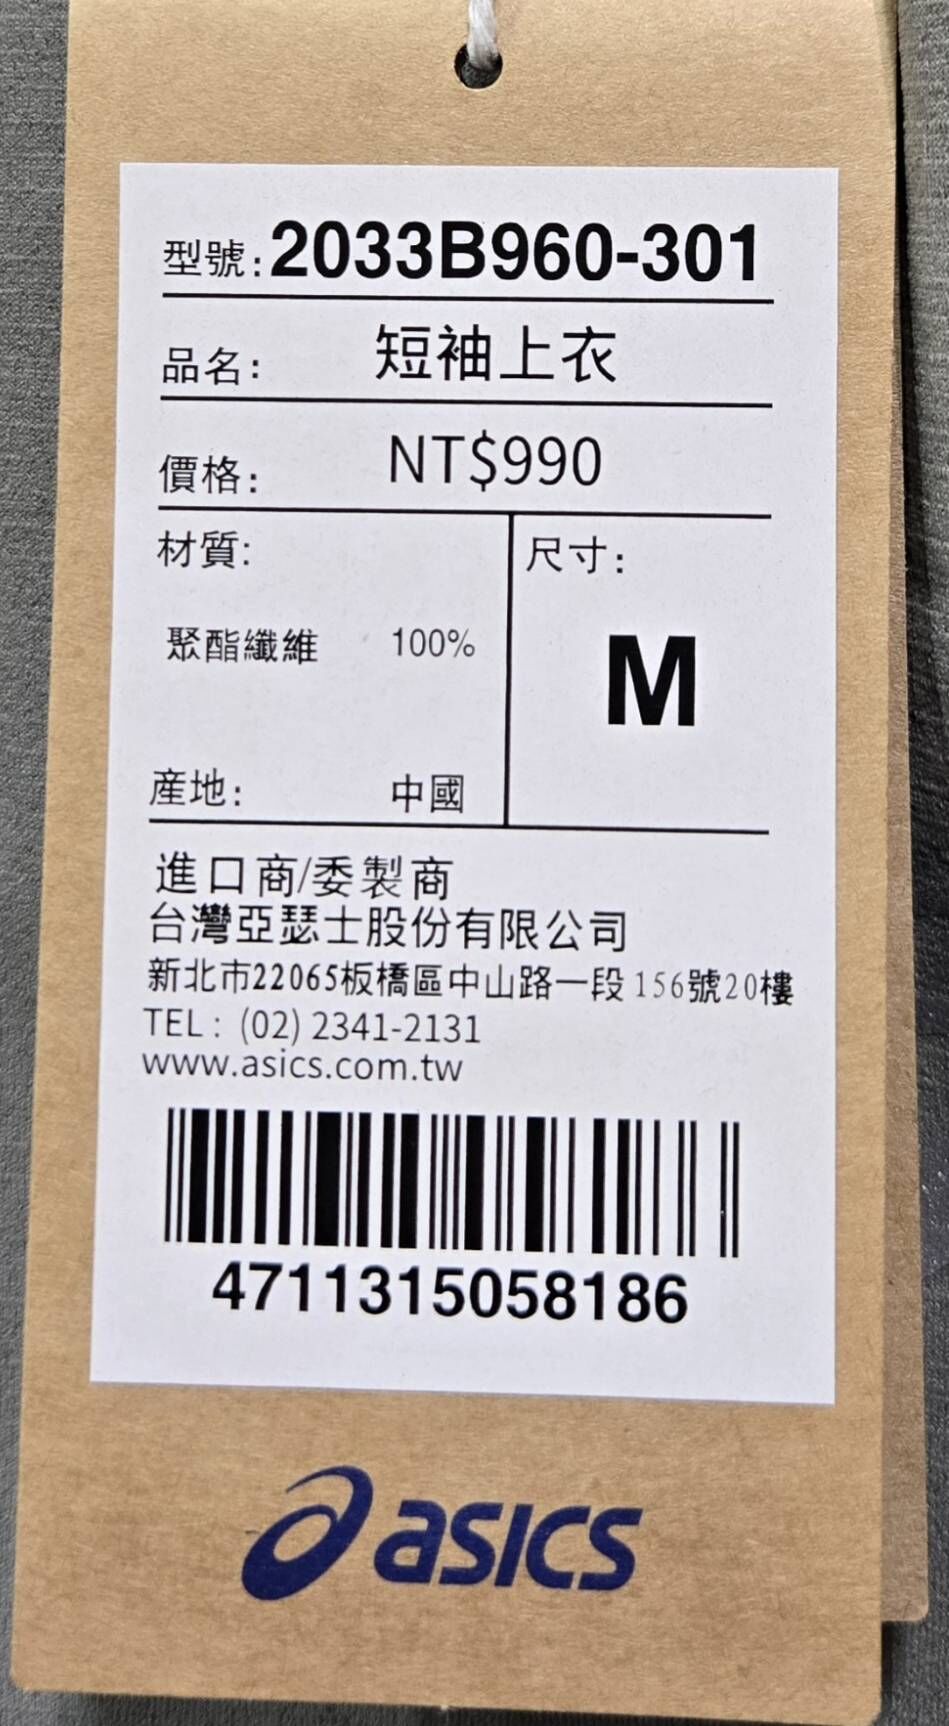 型號:2033B960-301
品名: 短袖上衣
價格: NT$990
材質:
聚酯纖維 100%
產地: 中國
尺寸:
M
進口商/委製商
台灣亞瑟士股份有限公司
新北市22065板橋區中山路一段156號20樓
TEL: (02) 2341-2131
www.asics.com.tw
4711315058186
asics